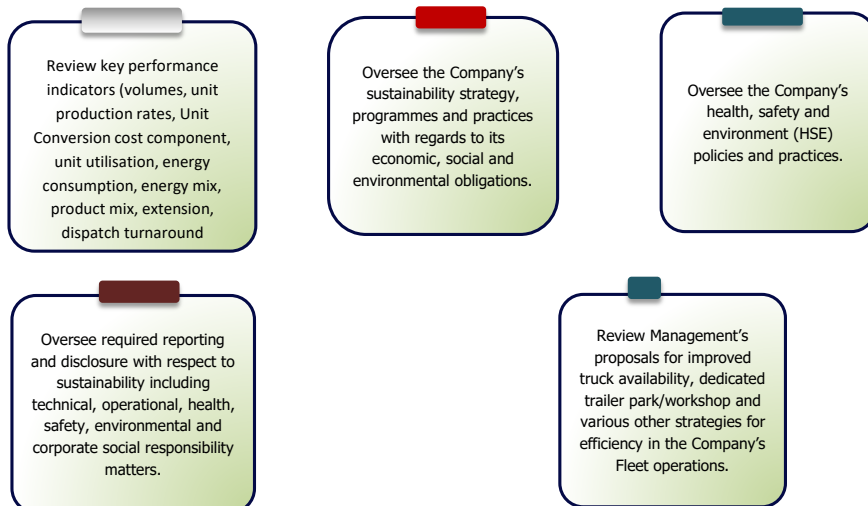 Review key performance
indicators (volumes, unit
production rates, Unit
Conversion cost component,
unit utilisation, energy
consumption, energy mix,
product mix, extension,
dispatch turnaround
Oversee the Company’s
sustainability strategy,
programmes and practices
with regards to its
economic, social and
environmental obligations.
Oversee the Company’s
health, safety and
environment (HSE)
policies and practices.
Oversee required reporting
and disclosure with respect to
sustainability including
technical, operational, health,
safety, environmental and
corporate social responsibility
matters.
Review Management’s
proposals for improved
truck availability, dedicated
trailer park/workshop and
various other strategies for
efficiency in the Company’s
Fleet operations.